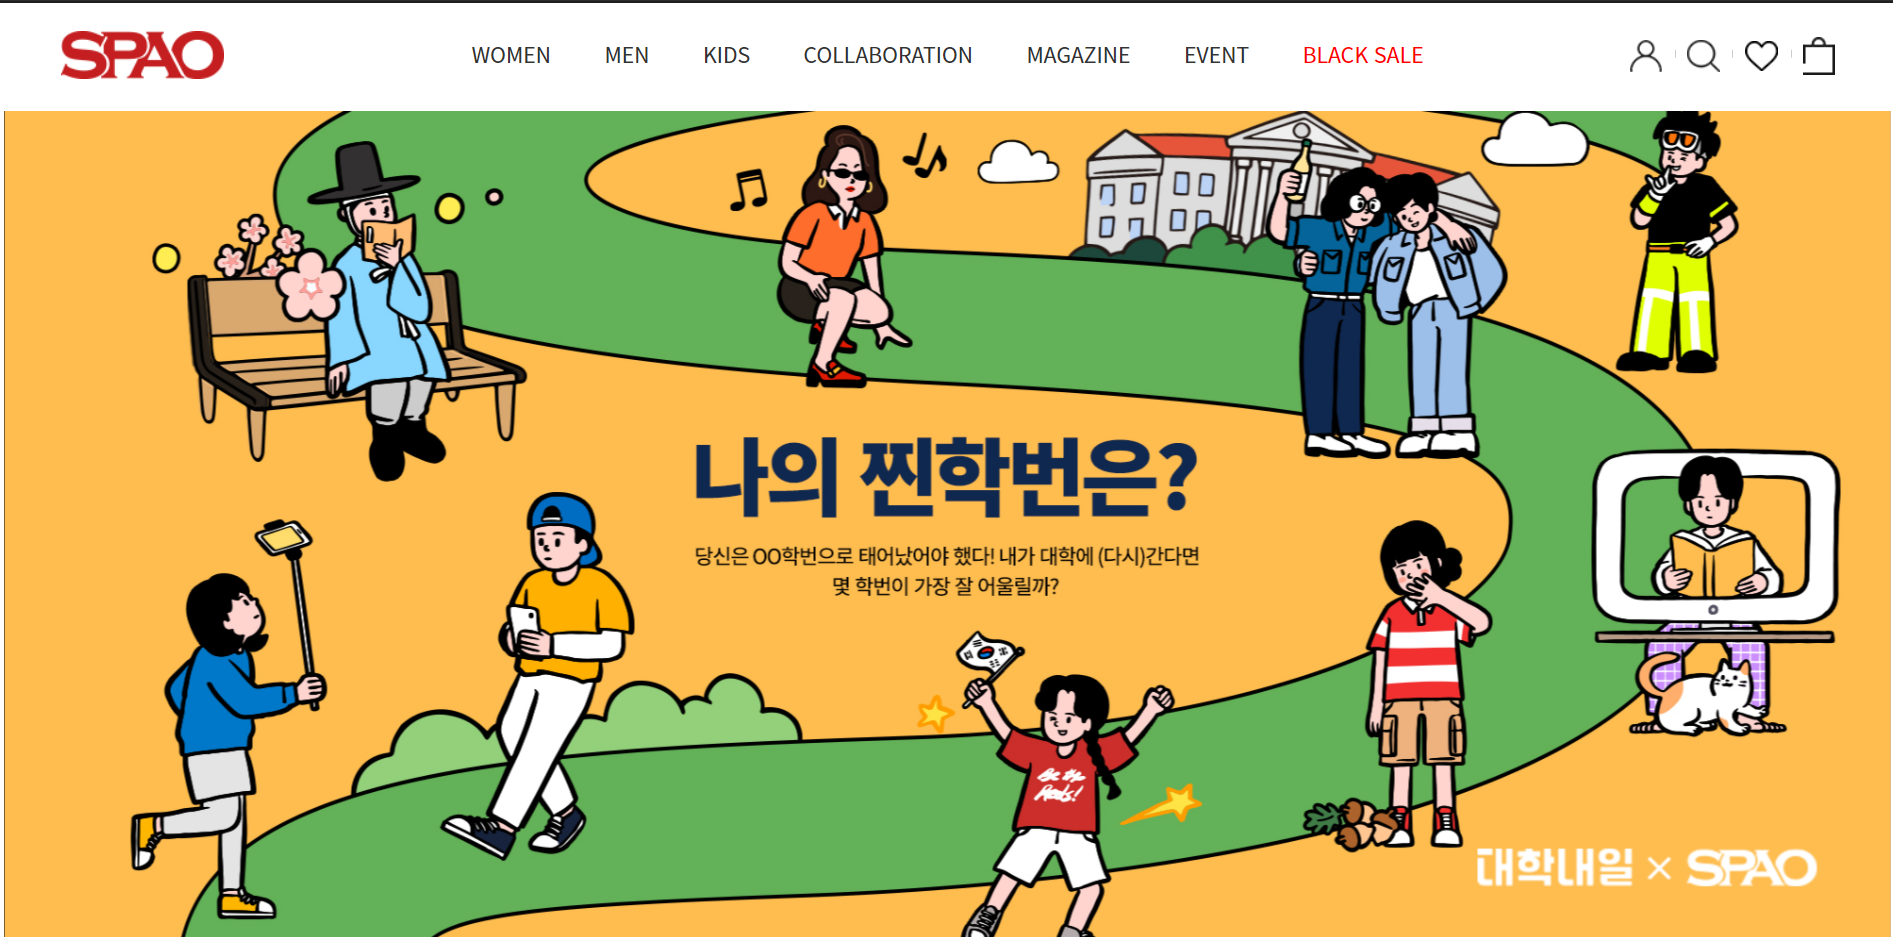 SPAO
WOMEN MEN KIDS COLLABORATION MAGAZINE EVENT BLACK SALE
나의 찐학번은?
당신은 OO학번으로 태어났어야 했다! 내가 대학에 (다시)간다면
몇 학번이 가장 잘 어울릴까?
Be the
Reds!
대학내일 × SPAO